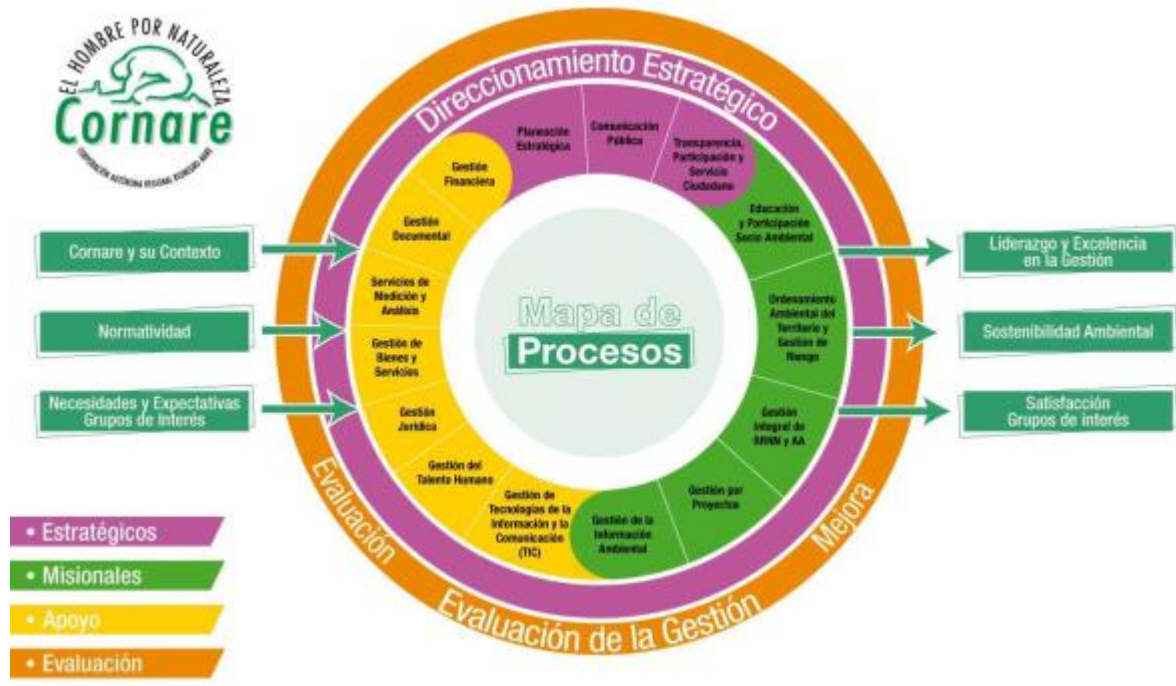 EL HOMBRE POR NATURALEZA
Cornare
CORPORACIÓN AUTÓNOMA REGIONAL RIONEGRO NARE
Direccionamiento Estratégico
Planeación
Estratégica
Comunicación
Pública
Transparencia,
Participación y
Servicio
Ciudadano
Gestión
Financiera
Educación
y Participación
Socio Ambiental
Gestión
Documental
Cornare y su Contexto
Liderazgo y Excelencia
en la Gestión
Servicios de
Medición y
Análisis
Ordenamiento
Ambiental del
Territorio y
Gestión de
Riesgo
Mapa de
Procesos
Normatividad
Sostenibilidad Ambiental
Gestión de
Bienes y
Servicios
Necesidades y Expectativas
Grupos de Interés
Satisfacción
Grupos de interés
Gestión
Jurídica
Gestión
Integral de
RRNN y AA
Gestión del
Talento Humano
Gestión por
Proyectos
Gestión de
Tecnologías de la
Información y la
Comunicación
(TIC)
Gestión de la
Información
Ambiental
Evaluación
Mejora
Evaluación de la Gestión
• Estratégicos
• Misionales
• Apoyo
• Evaluación